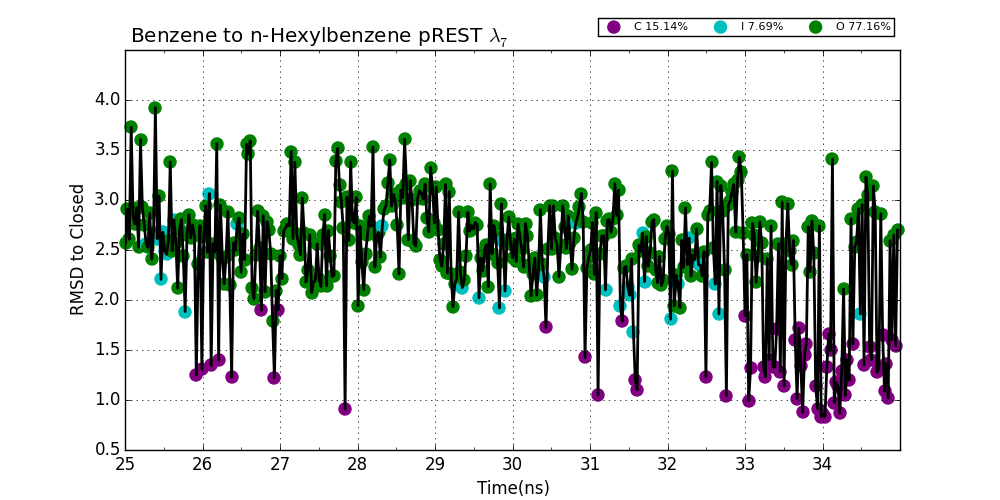 Benzene to n-Hexylbenzene pREST λ7
C 15.14% I 7.69% O 77.16%
4.0
3.5
3.0
2.5
2.0
1.5
1.0
0.5
RMSD to Closed
25 26 27 28 29 30 31 32 33 34
Time(ns)